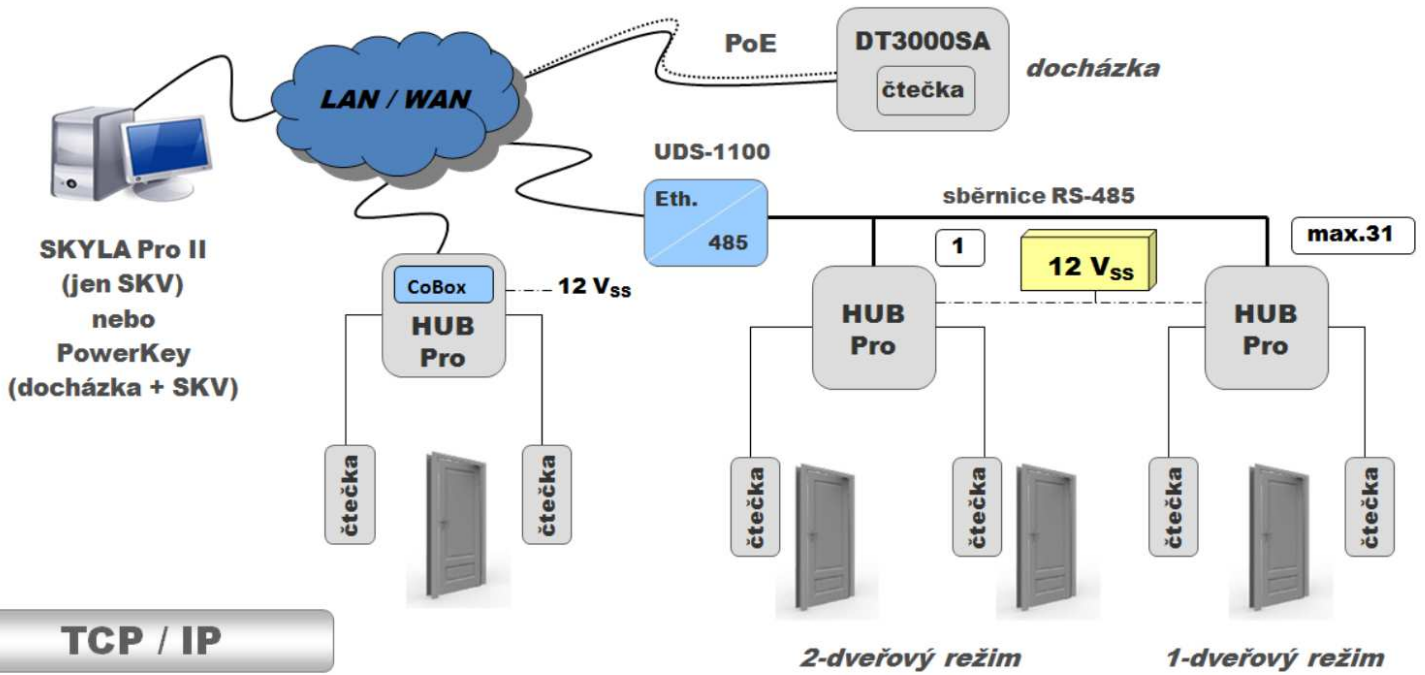 PoE
DT3000SA
čtečka
docházka
LAN / WAN
UDS-1100
Eth.
485
sběrnice RS-485
1
12 Vss
max.31
SKYLA Pro II
(jen SKV)
nebo
PowerKey
(docházka + SKV)
CoBox
HUB
Pro
12 Vss
HUB
Pro
HUB
Pro
čtečka
čtečka
čtečka
čtečka
čtečka
čtečka
TCP / IP
2-dveřový režim
1-dveřový režim